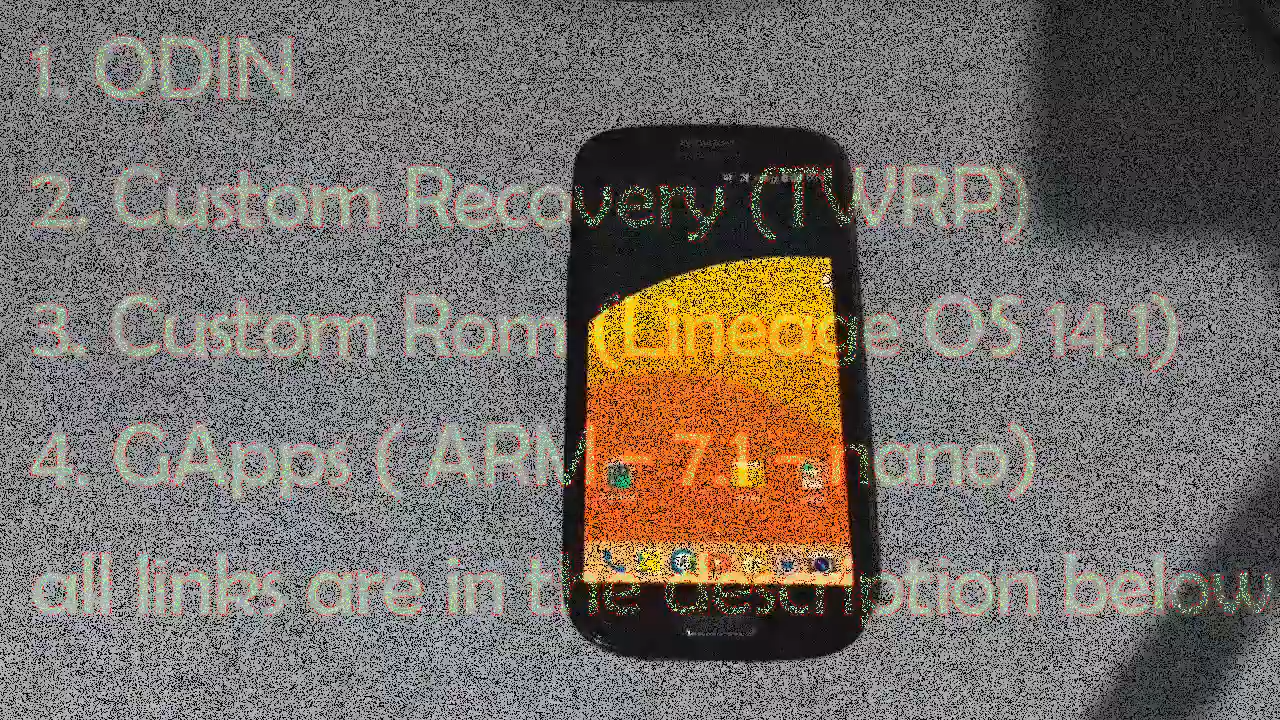 1. ODIN
2. Custom Recovery (TWRP)
3. Custom Rom (Lineage OS 14.1)
4. GApps ( ARM - 7.1 - nano)
all links are in the description below